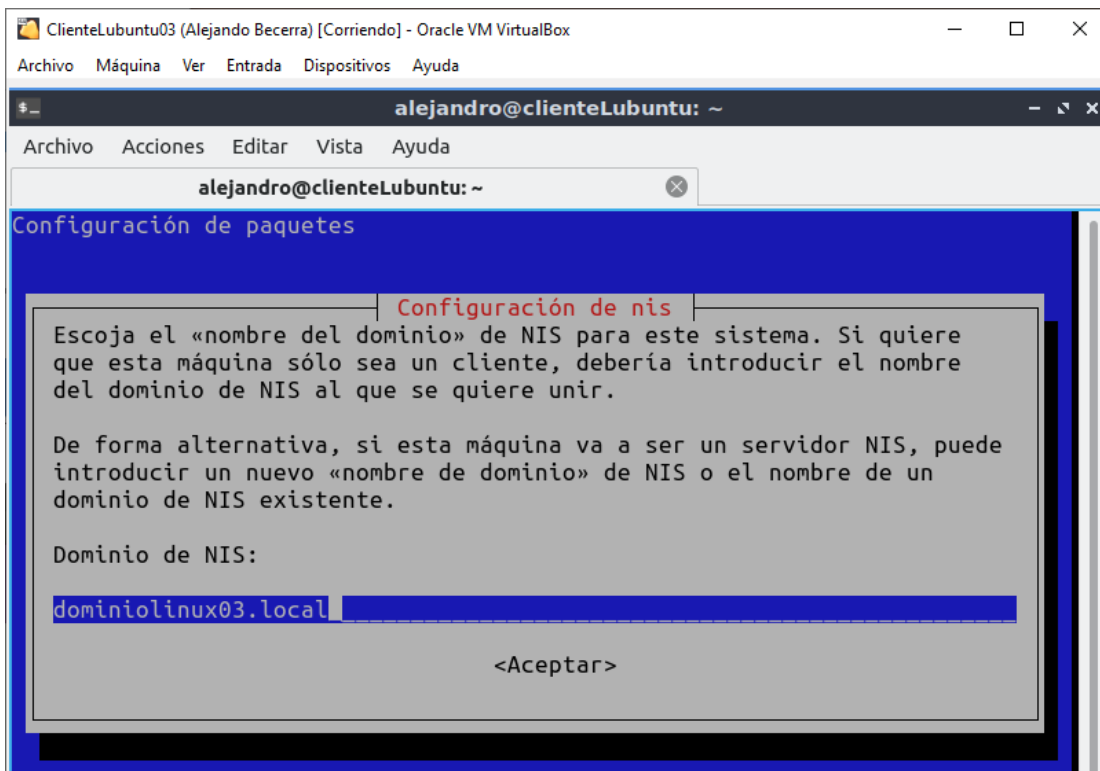 ClienteLubuntu03 (Alejando Becerra) [Corriendo] - Oracle VM VirtualBox
Archivo Máquina Ver Entrada Dispositivos Ayuda
$_ alejandro@clienteLubuntu: ~
Archivo Acciones Editar Vista Ayuda
alejandro@clienteLubuntu: ~
Configuración de paquetes
Configuración de nis
Escoja el «nombre del dominio» de NIS para este sistema. Si quiere
que esta máquina sólo sea un cliente, debería introducir el nombre
del dominio de NIS al que se quiere unir.
De forma alternativa, si esta máquina va a ser un servidor NIS, puede
introducir un nuevo «nombre de dominio» de NIS o el nombre de un
dominio de NIS existente.
Dominio de NIS:
dominiolinux03.local
<Aceptar>